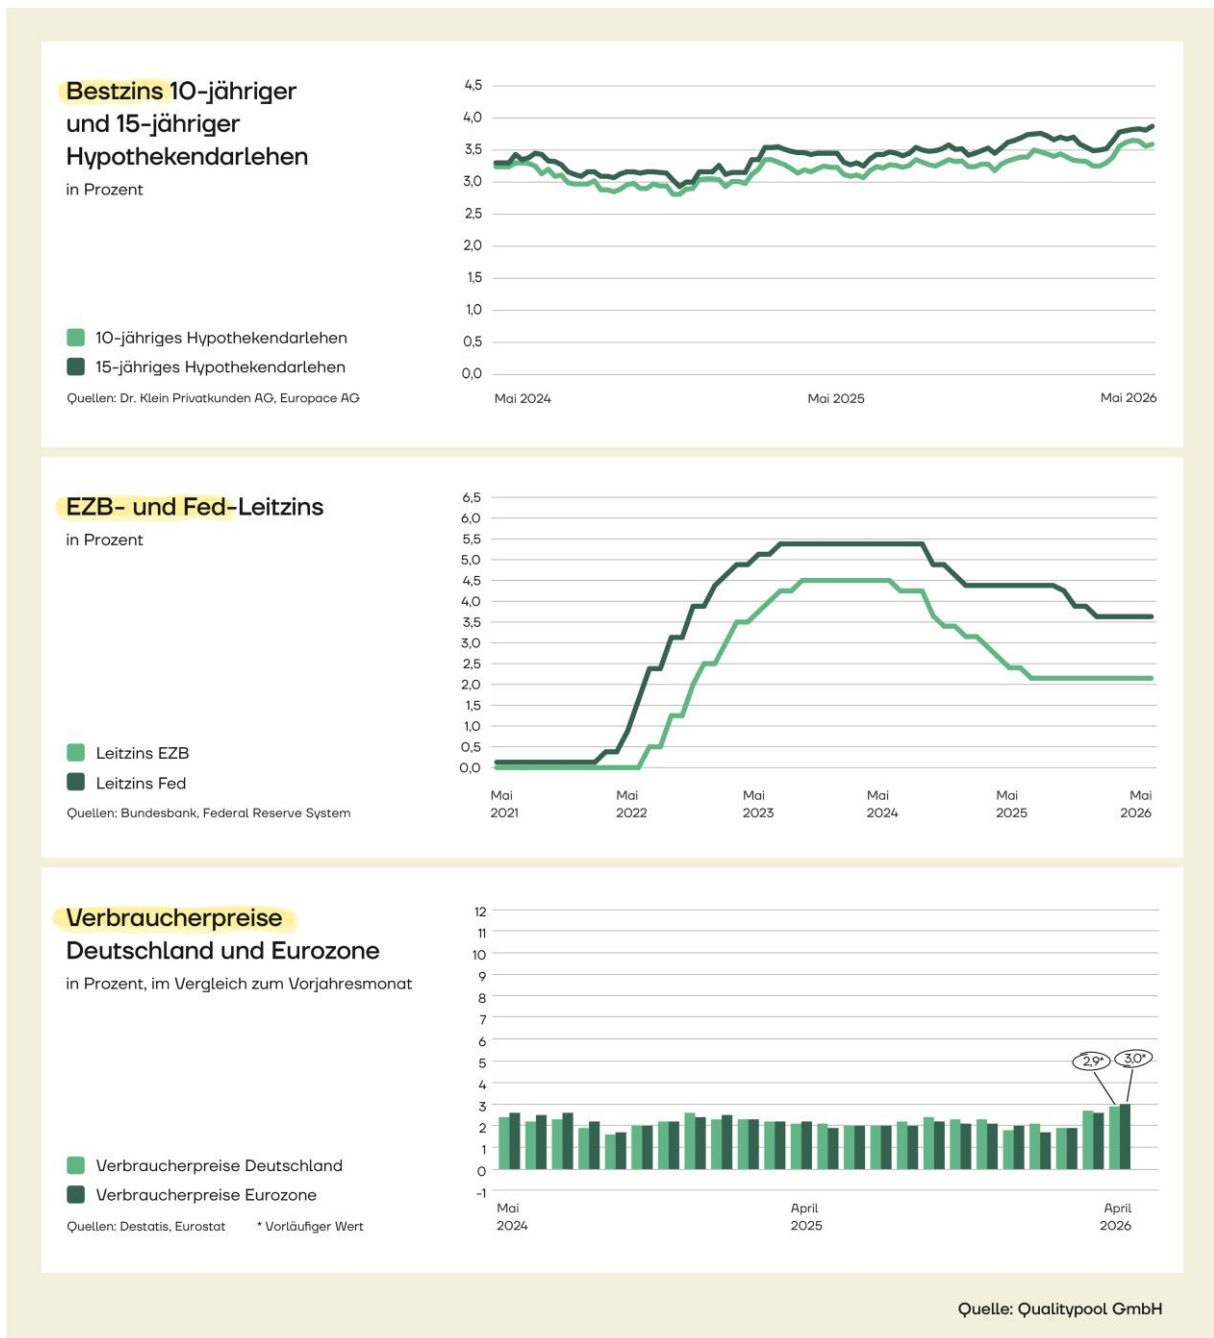 Bestzins 10-jähriger
und 15-jähriger
Hypothekendarlehen
in Prozent
10-jähriges Hypothekendarlehen
15-jähriges Hypothekendarlehen
Quellen: Dr. Klein Privatkunden AG, Europace AG
4,5
4,0
3,5
3,0
2,5
2,0
1,5
1,0
0,5
0,0
Mai 2024 Mai 2025 Mai 2026
EZB- und Fed-Leitzins
in Prozent
Leitzins EZB
Leitzins Fed
Quellen: Bundesbank, Federal Reserve System
6,5
6,0
5,5
5,0
4,5
4,0
3,5
3,0
2,5
2,0
1,5
1,0
0,5
0,0
Mai Mai Mai Mai Mai Mai
2021 2022 2023 2024 2025 2026
Verbraucherpreise
Deutschland und Eurozone
in Prozent, im Vergleich zum Vorjahresmonat
Verbraucherpreise Deutschland
Verbraucherpreise Eurozone
Quellen: Destatis, Eurostat * Vorläufiger Wert
12
11
10
9
8
7
6
5
4
3
2
1
0
-1
2,9* 3,0*
Mai April April
2024 2025 2026
Quelle: Qualitypool GmbH